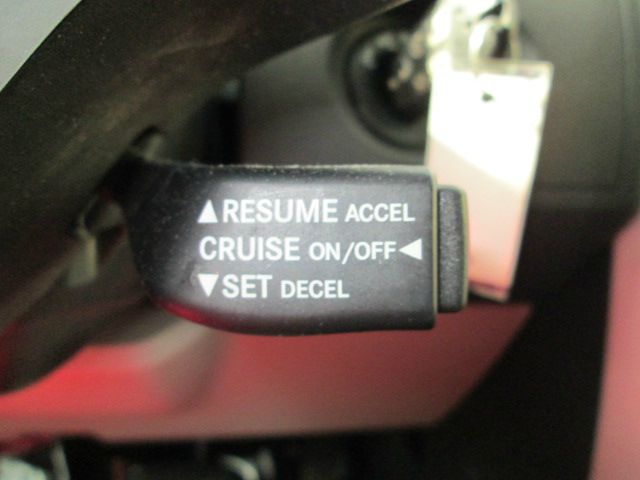 ▲RESUME ACCEL
CRUISE ON/OFF◀
▼SET DECEL